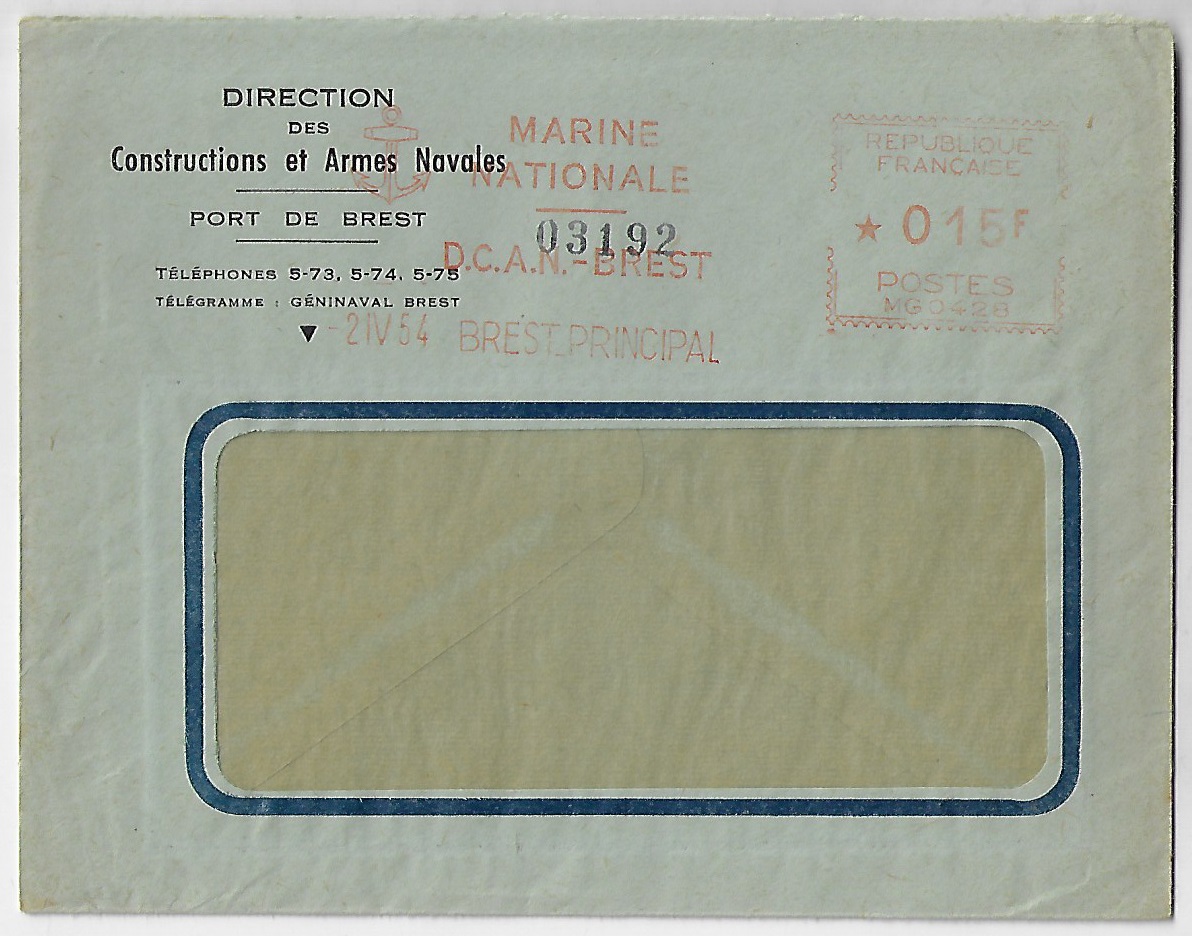 DIRECTION
DES
Constructions et Armes Navales
PORT DE BREST
TÉLÉPHONES 5-73, 5-74, 5-75
TÉLÉGRAMME : GÉNINAVAL BREST
MARINE
NATIONALE
03192
D.C.A.N.-BREST
-2 IV 54 BREST PRINCIPAL
REPUBLIQUE
FRANÇAISE
★ 015F
POSTES
MG0428